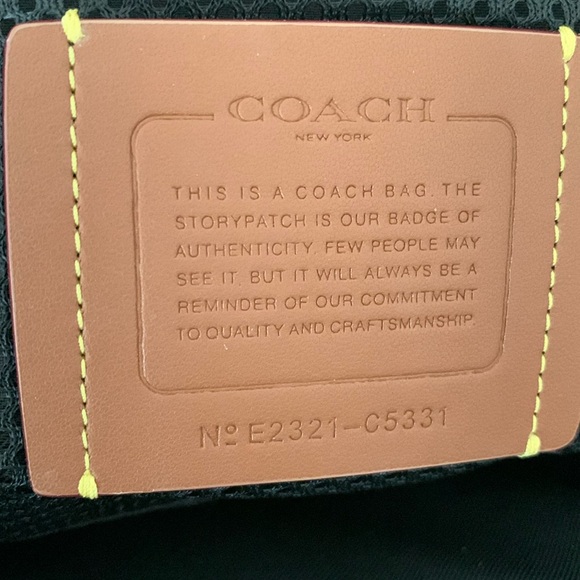 COACH
NEW YORK
THIS IS A COACH BAG. THE
STORYPATCH IS OUR BADGE OF
AUTHENTICITY. FEW PEOPLE MAY
SEE IT, BUT IT WILL ALWAYS BE A
REMINDER OF OUR COMMITMENT
TO QUALITY AND CRAFTSMANSHIP.
Nº E2321-C5331